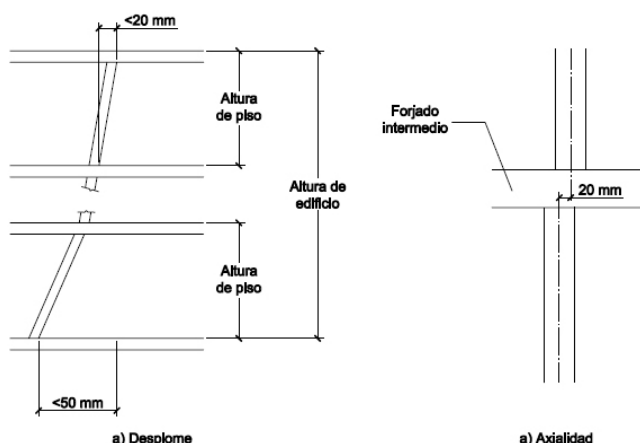 <20 mm
Altura
de piso
Altura de
edificio
Altura
de piso
<50 mm
a) Desplome
Forjado
intermedio
20 mm
a) Axialidad